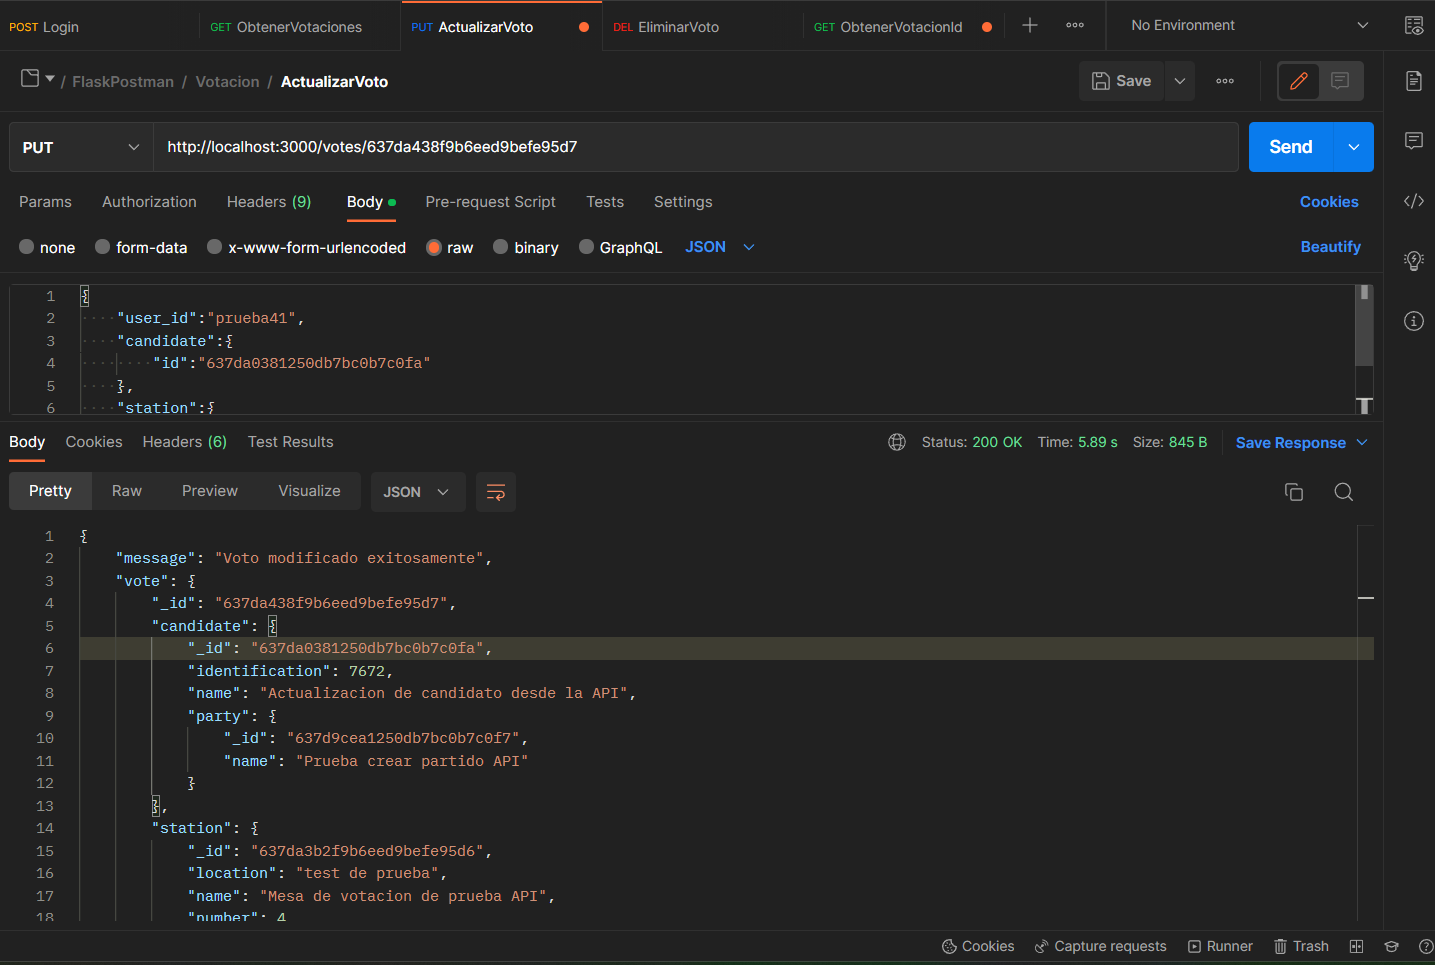 POST Login GET ObtenerVotaciones PUT ActualizarVoto DEL EliminarVoto GET ObtenerVotacionId No Environment
/ FlaskPostman / Votacion / ActualizarVoto Save
PUT http://localhost:3000/votes/637da438f9b6eed9befe95d7 Send
Params Authorization Headers (9) Body Pre-request Script Tests Settings Cookies
none form-data x-www-form-urlencoded raw binary GraphQL JSON Beautify
1 {
2 "user_id":"prueba41",
3 "candidate":{
4 "id":"637da0381250db7bc0b7c0fa"
5 },
6 "station":{
Body Cookies Headers (6) Test Results Status: 200 OK Time: 5.89 s Size: 845 B Save Response
Pretty Raw Preview Visualize JSON
1 {
2 "message": "Voto modificado exitosamente",
3 "vote": {
4 "_id": "637da438f9b6eed9befe95d7",
5 "candidate": {
6 "_id": "637da0381250db7bc0b7c0fa",
7 "identification": 7672,
8 "name": "Actualizacion de candidato desde la API",
9 "party": {
10 "_id": "637d9cea1250db7bc0b7c0f7",
11 "name": "Prueba crear partido API"
12 }
13 },
14 "station": {
15 "_id": "637da3b2f9b6eed9befe95d6",
16 "location": "test de prueba",
17 "name": "Mesa de votacion de prueba API",
18 "number": 4
Cookies Capture requests Runner Trash